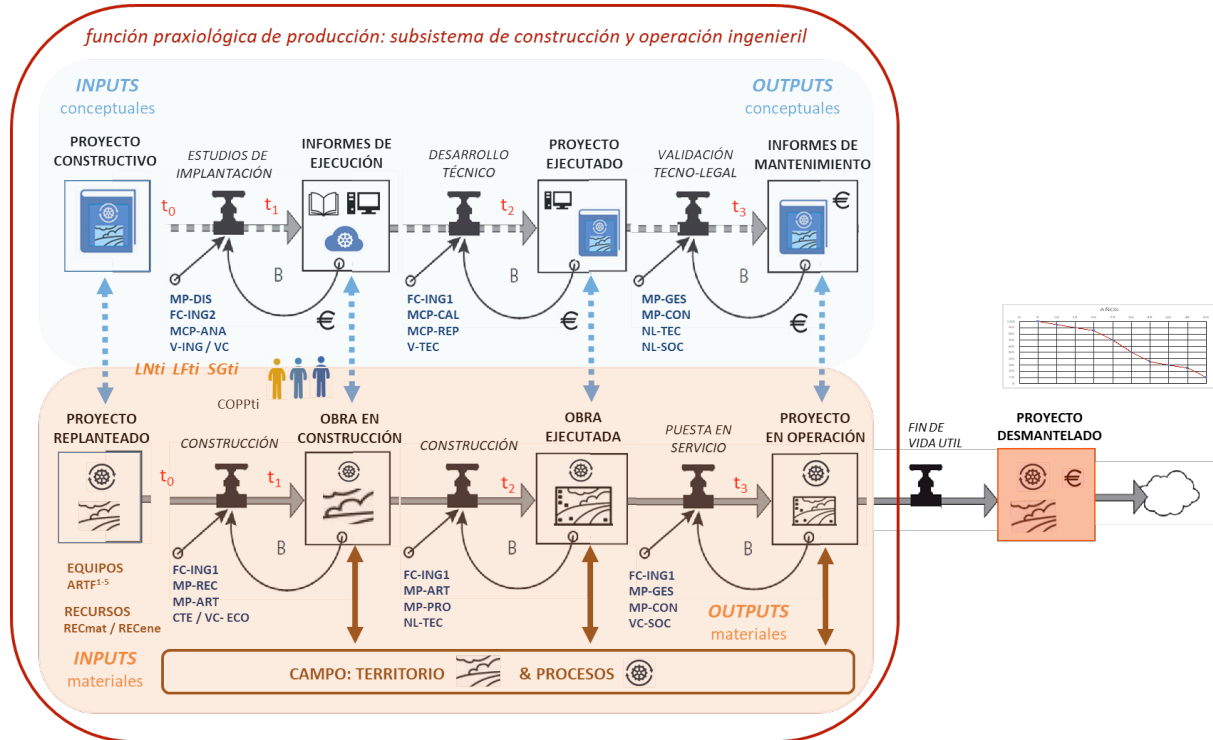 función praxiológica de producción: subsistema de construcción y operación ingenieril
INPUTS
conceptuales
OUTPUTS
conceptuales
PROYECTO
CONSTRUCTIVO
ESTUDIOS DE
IMPLANTACIÓN
INFORMES DE
EJECUCIÓN
DESARROLLO
TÉCNICO
PROYECTO
EJECUTADO
VALIDACIÓN
TECNO-LEGAL
INFORMES DE
MANTENIMIENTO
t0
t1
t2
t3
€
B
B
B
€
€
€
MP-DIS
FC-ING2
MCP-ANA
V-ING / VC
FC-ING1
MCP-CAL
MCP-REP
V-TEC
MP-GES
MP-CON
NL-TEC
NL-SOC
LNti LFti SGti
COPPti
AÑOS
PROYECTO
REPLANTEADO
CONSTRUCCIÓN
OBRA EN
CONSTRUCCIÓN
CONSTRUCCIÓN
OBRA
EJECUTADA
PUESTA EN
SERVICIO
PROYECTO
EN OPERACIÓN
FIN DE
VIDA UTIL
PROYECTO
DESMANTELADO
t0
t1
t2
t3
€
B
B
B
EQUIPOS
ARTF1-5
RECURSOS
RECmat / RECene
FC-ING1
MP-REC
MP-ART
CTE / VC- ECO
FC-ING1
MP-ART
MP-PRO
NL-TEC
FC-ING1
MP-GES
MP-CON
VC-SOC
OUTPUTS
materiales
INPUTS
materiales
CAMPO: TERRITORIO & PROCESOS